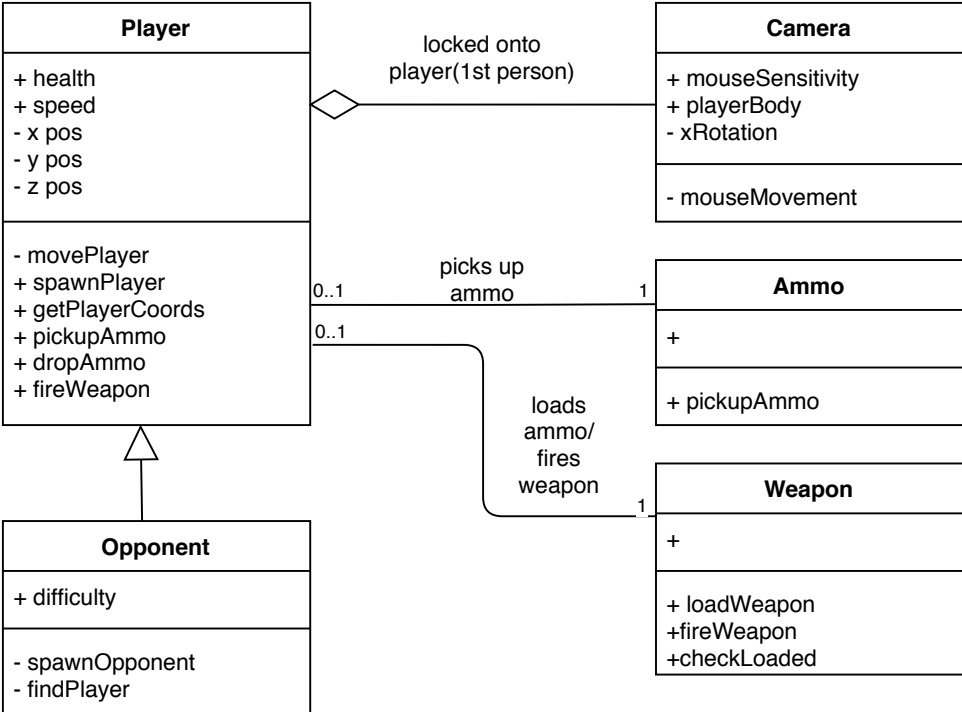 Player
+ health
+ speed
- x pos
- y pos
- z pos
- movePlayer
+ spawnPlayer
+ getPlayerCoords
+ pickupAmmo
+ dropAmmo
+ fireWeapon
locked onto
player(1st person)
Camera
+ mouseSensitivity
+ playerBody
- xRotation
- mouseMovement
0..1
picks up
ammo
1
Ammo
+
+ pickupAmmo
0..1
loads
ammo/
fires
weapon
1
Weapon
+
+ loadWeapon
+fireWeapon
+checkLoaded
Opponent
+ difficulty
- spawnOpponent
- findPlayer